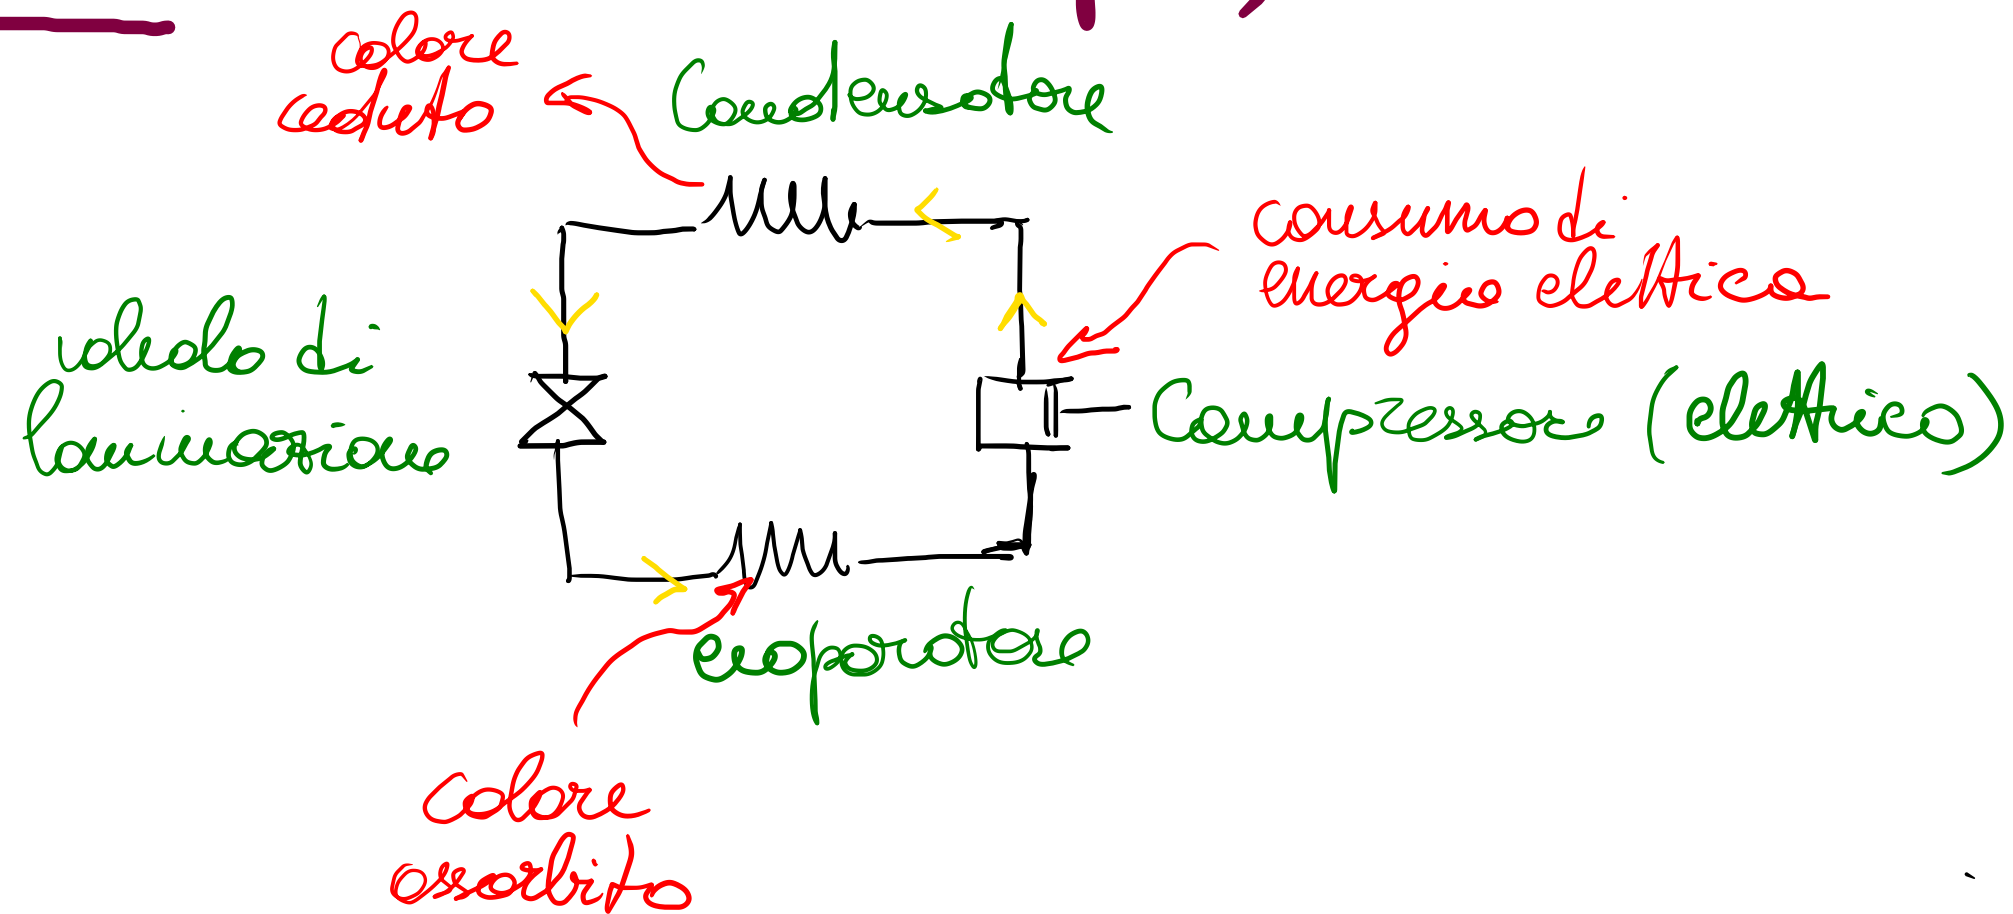 calore
ceduto
Condensatore
consumo di
energia elettrica
valvola di
laminazione
Compressore (elettrico)
evaporatore
Calore
assorbito